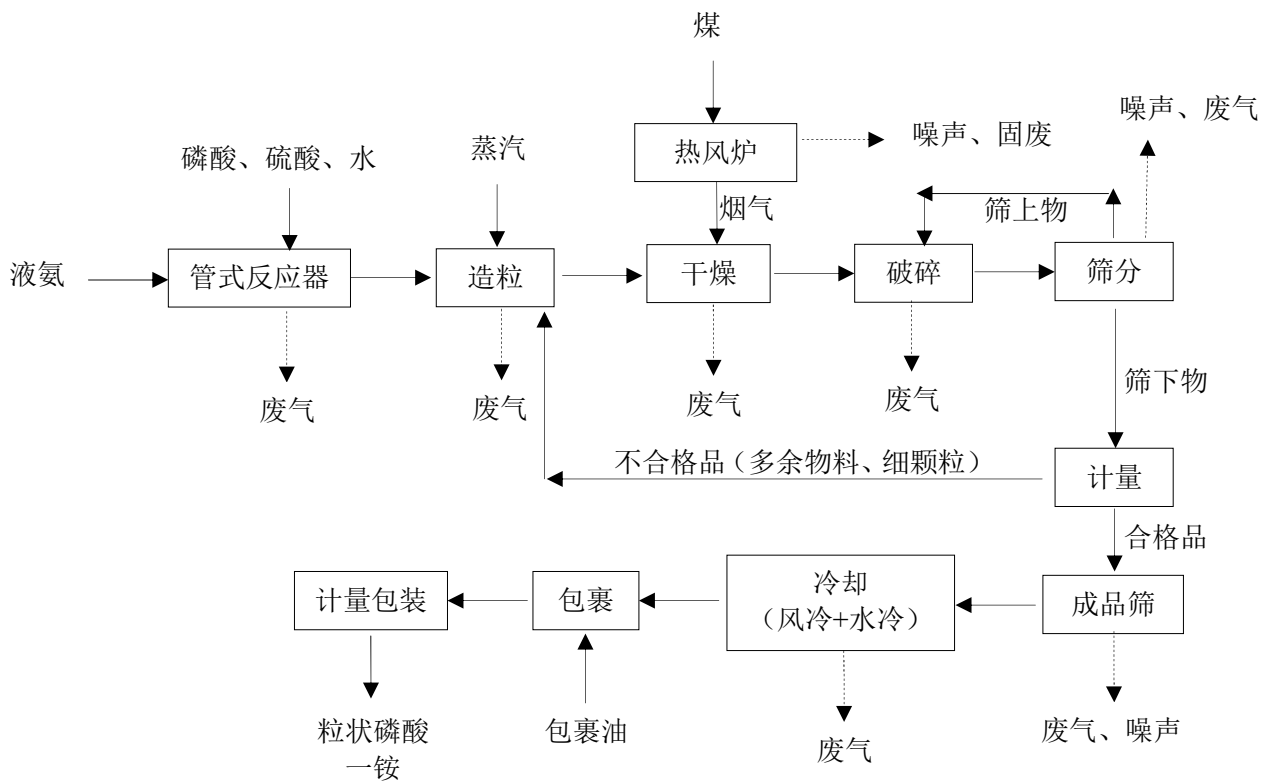 煤
噪声、废气
热风炉
噪声、固废
磷酸、硫酸、水
蒸汽
烟气
筛上物
液氨
管式反应器
造粒
干燥
破碎
筛分
废气
废气
废气
废气
筛下物
不合格品（多余物料、细颗粒）
计量
合格品
计量包装
包裹
冷却
（风冷+水冷）
成品筛
粒状磷酸
一铵
包裹油
废气
废气、噪声